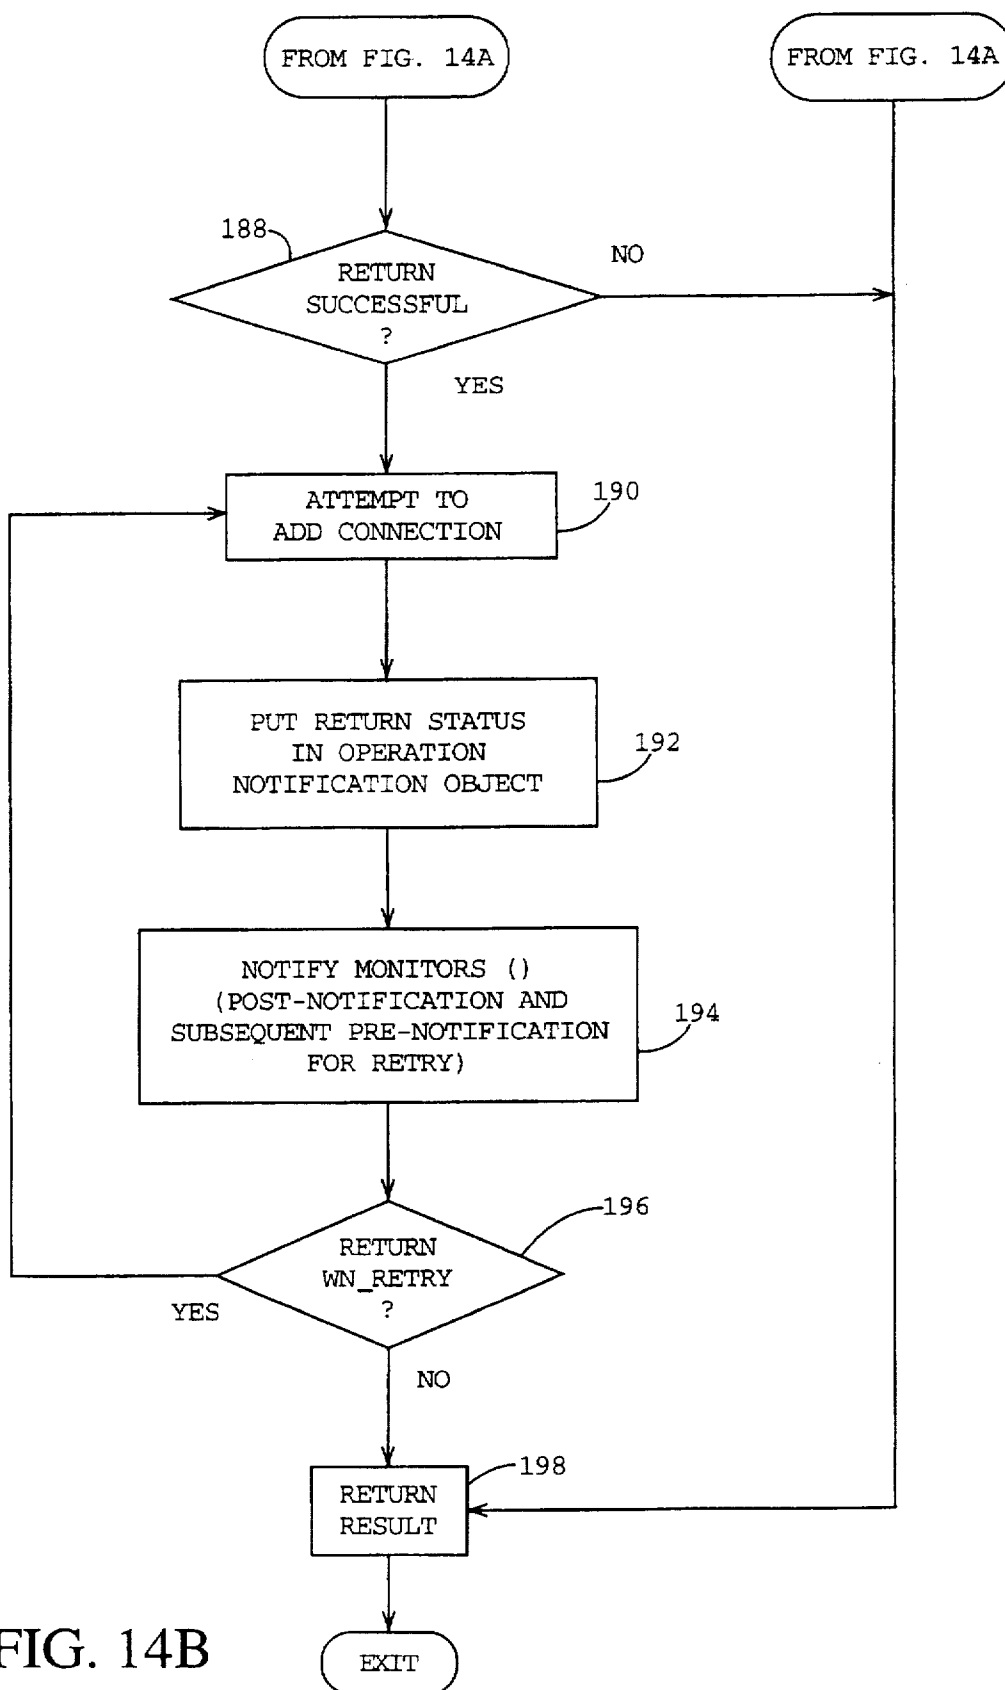 FROM FIG. 14A
FROM FIG. 14A
188
RETURN
SUCCESSFUL
?
NO
YES
ATTEMPT TO
ADD CONNECTION
190
PUT RETURN STATUS
IN OPERATION
NOTIFICATION OBJECT
192
NOTIFY MONITORS ()
(POST-NOTIFICATION AND
SUBSEQUENT PRE-NOTIFICATION
FOR RETRY)
194
196
RETURN
WN_RETRY
?
YES
NO
198
RETURN
RESULT
FIG. 14B
EXIT